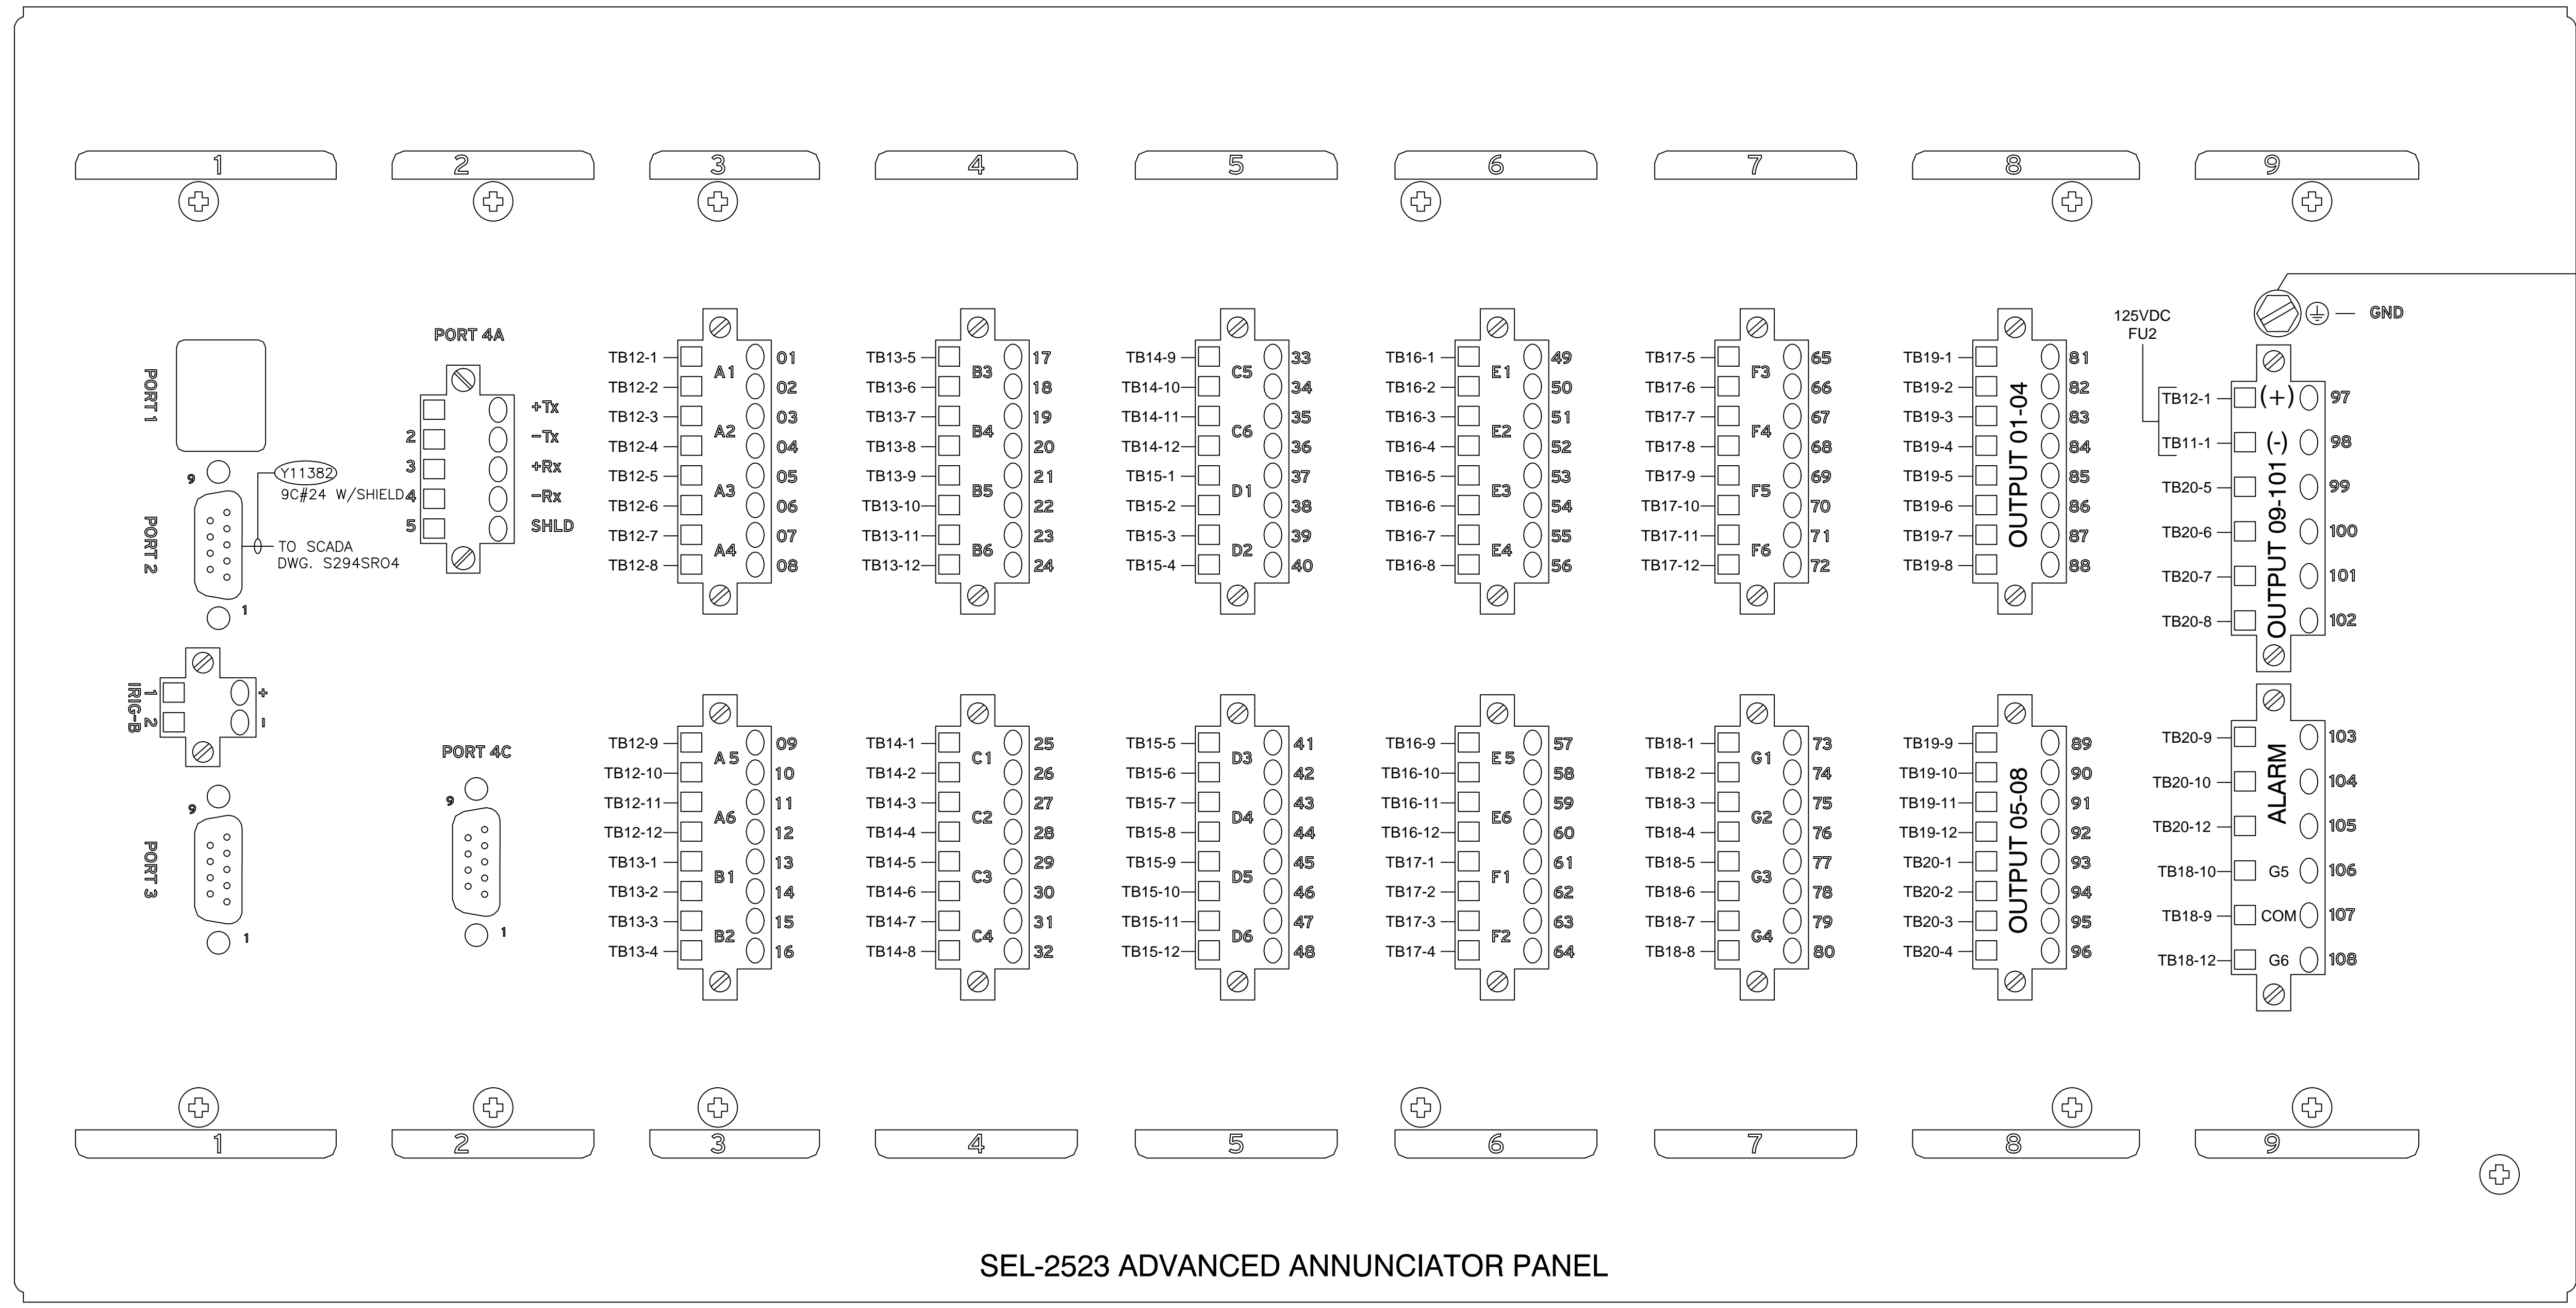 1 2 3 4 5 6 7 8 9
PORT 1
9
PORT 2
1
Y11382
9C#24 W/SHIELD
TO SCADA
DWG. S294SR04
IRIG-B
1 +
2 -
9
PORT 3
1
PORT 4A
+Tx
2 -Tx
3 +Rx
4 -Rx
5 SHLD
PORT 4C
9
1
TB12-1 01
A1
TB12-2 02
TB12-3 03
A2
TB12-4 04
TB12-5 05
A3
TB12-6 06
TB12-7 07
A4
TB12-8 08
TB12-9 09
A5
TB12-10 10
TB12-11 11
A6
TB12-12 12
TB13-1 13
B1
TB13-2 14
TB13-3 15
B2
TB13-4 16
TB13-5 17
B3
TB13-6 18
TB13-7 19
B4
TB13-8 20
TB13-9 21
B5
TB13-10 22
TB13-11 23
B6
TB13-12 24
TB14-1 25
C1
TB14-2 26
TB14-3 27
C2
TB14-4 28
TB14-5 29
C3
TB14-6 30
TB14-7 31
C4
TB14-8 32
TB14-9 33
C5
TB14-10 34
TB14-11 35
C6
TB14-12 36
TB15-1 37
D1
TB15-2 38
TB15-3 39
D2
TB15-4 40
TB15-5 41
D3
TB15-6 42
TB15-7 43
D4
TB15-8 44
TB15-9 45
D5
TB15-10 46
TB15-11 47
D6
TB15-12 48
TB16-1 49
E1
TB16-2 50
TB16-3 51
E2
TB16-4 52
TB16-5 53
E3
TB16-6 54
TB16-7 55
E4
TB16-8 56
TB16-9 57
E5
TB16-10 58
TB16-11 59
E6
TB16-12 60
TB17-1 61
F1
TB17-2 62
TB17-3 63
F2
TB17-4 64
TB17-5 65
F3
TB17-6 66
TB17-7 67
F4
TB17-8 68
TB17-9 69
F5
TB17-10 70
TB17-11 71
F6
TB17-12 72
TB18-1 73
G1
TB18-2 74
TB18-3 75
G2
TB18-4 76
TB18-5 77
G3
TB18-6 78
TB18-7 79
G4
TB18-8 80
OUTPUT 01-04
TB19-1 81
TB19-2 82
TB19-3 83
TB19-4 84
TB19-5 85
TB19-6 86
TB19-7 87
TB19-8 88
OUTPUT 05-08
TB19-9 89
TB19-10 90
TB19-11 91
TB19-12 92
TB20-1 93
TB20-2 94
TB20-3 95
TB20-4 96
GND
125VDC
FU2
TB12-1 (+) 97
TB11-1 (-) 98
OUTPUT 09-101
TB20-5 99
TB20-6 100
TB20-7 101
TB20-8 102
ALARM
TB20-9 103
TB20-10 104
TB20-12 105
TB18-10 G5 106
TB18-9 COM 107
TB18-12 G6 108
1 2 3 4 5 6 7 8 9
SEL-2523 ADVANCED ANNUNCIATOR PANEL